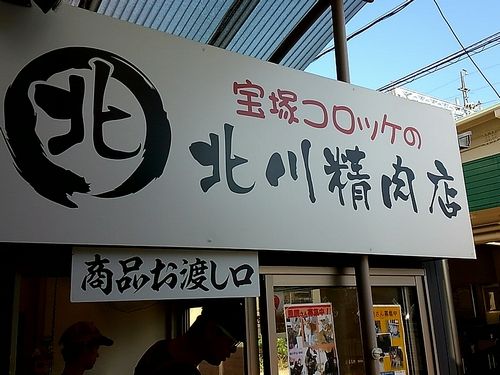 北
宝塚コロッケの
北川精肉店
商品お渡し口